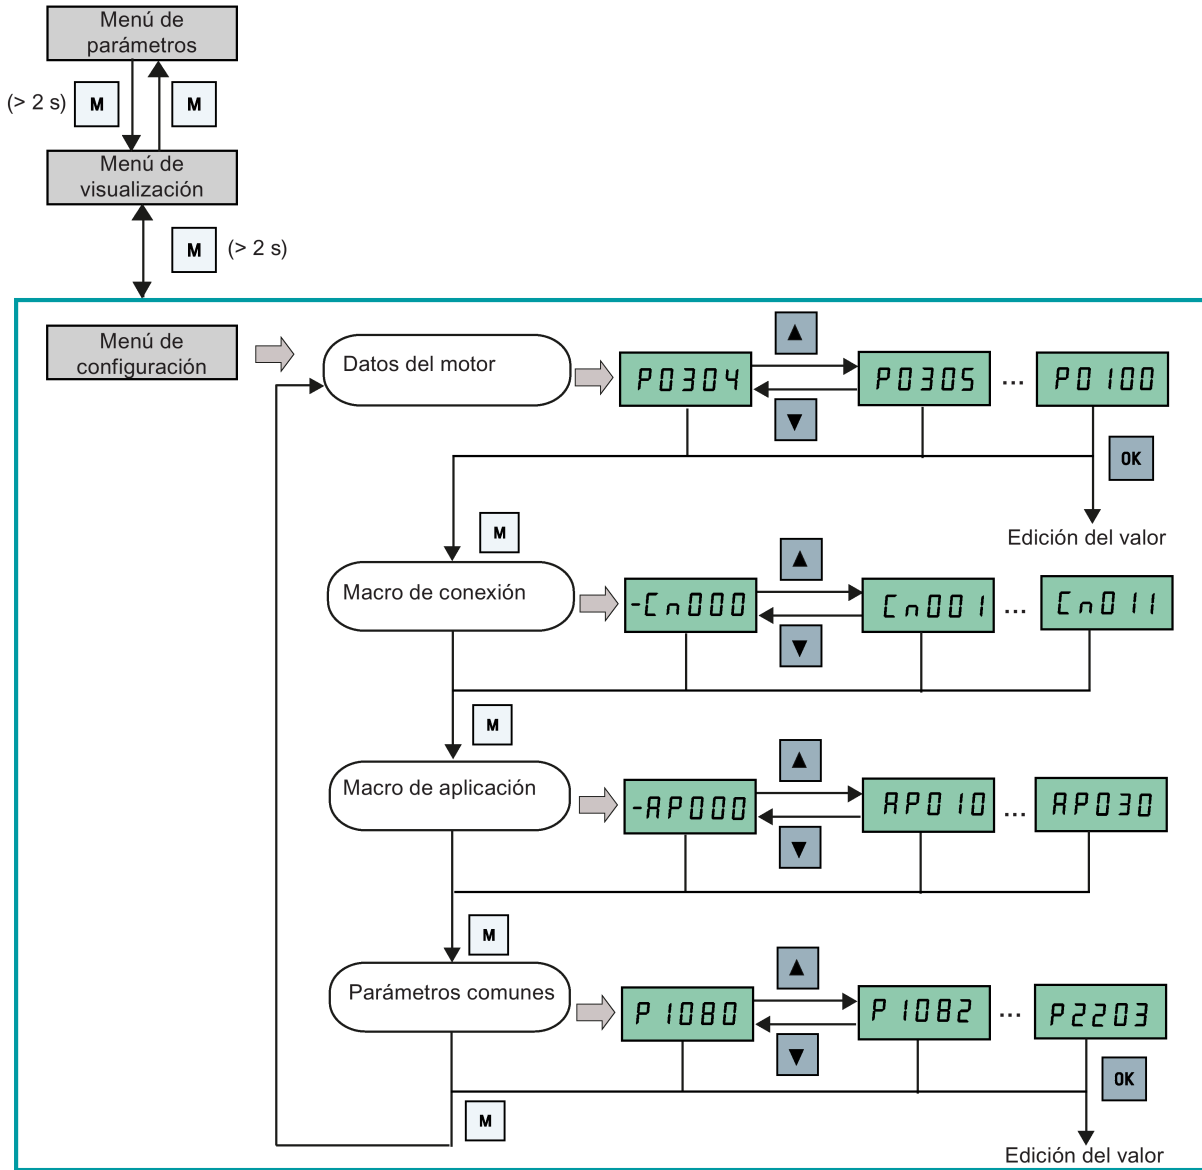 Menú de
parámetros
(> 2 s)
M
M
Menú de
visualización
M
(> 2 s)
Menú de
configuración
Datos del motor
P0304
▲
▼
P0305
...
P0100
OK
Edición del valor
M
Macro de conexión
-Cn000
▲
▼
Cn001
...
Cn011
M
Macro de aplicación
-AP000
▲
▼
AP010
...
AP030
M
Parámetros comunes
P1080
▲
▼
P1082
...
P2203
OK
M
Edición del valor